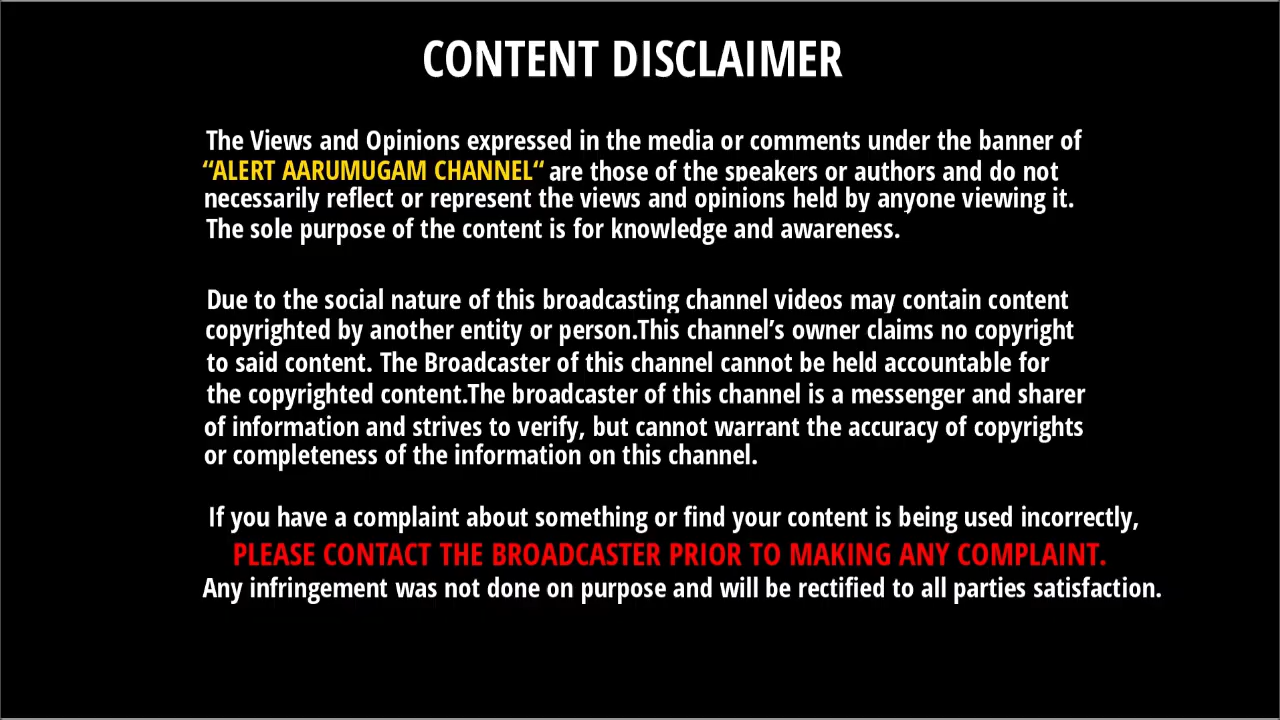 CONTENT DISCLAIMER
The Views and Opinions expressed in the media or comments under the banner of
“ALERT AARUMUGAM CHANNEL“ are those of the speakers or authors and do not
necessarily reflect or represent the views and opinions held by anyone viewing it.
The sole purpose of the content is for knowledge and awareness.
Due to the social nature of this broadcasting channel videos may contain content
copyrighted by another entity or person.This channel’s owner claims no copyright
to said content. The Broadcaster of this channel cannot be held accountable for
the copyrighted content.The broadcaster of this channel is a messenger and sharer
of information and strives to verify, but cannot warrant the accuracy of copyrights
or completeness of the information on this channel.
If you have a complaint about something or find your content is being used incorrectly,
PLEASE CONTACT THE BROADCASTER PRIOR TO MAKING ANY COMPLAINT.
Any infringement was not done on purpose and will be rectified to all parties satisfaction.